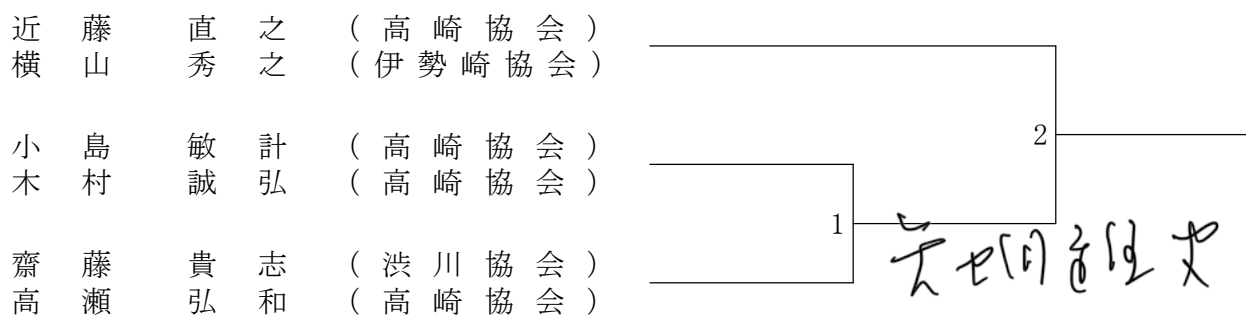 近藤 直之 (高崎協会)
横山 秀之 (伊勢崎協会)
小島 敏計 (高崎協会)
木村 誠弘 (高崎協会)
齋藤 貴志 (渋川協会)
高瀬 弘和 (高崎協会)
2
1